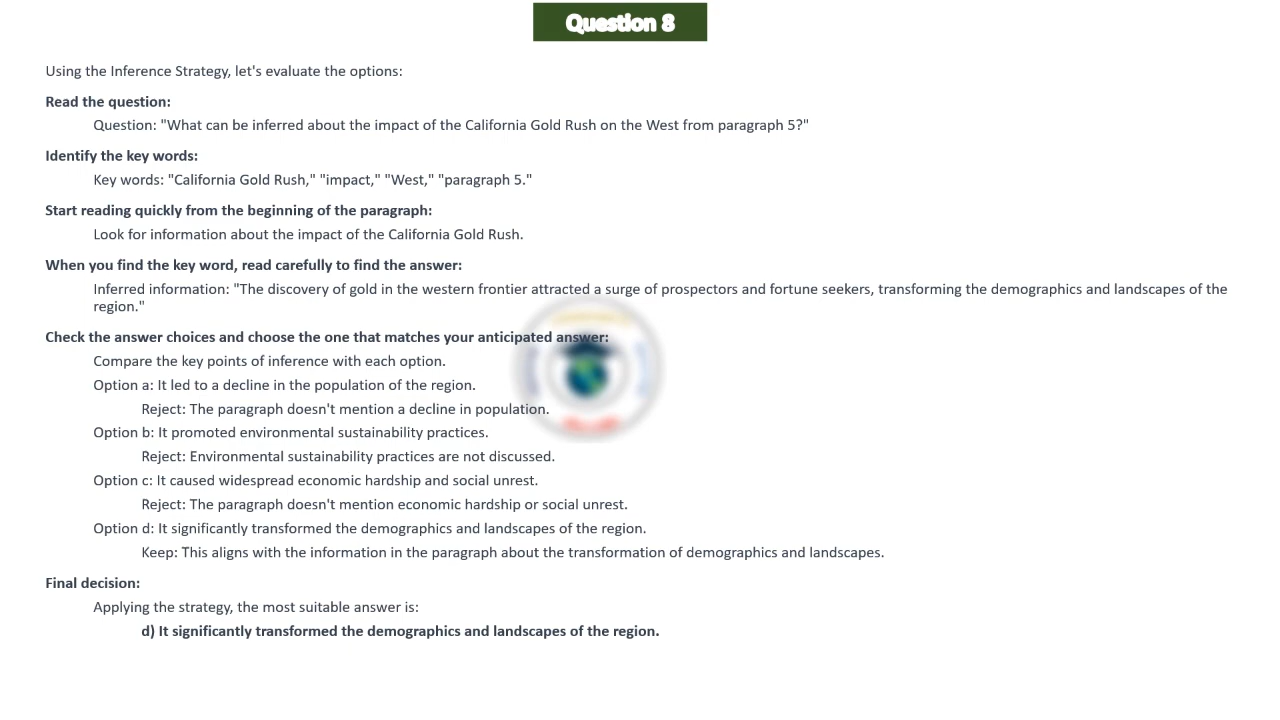 Question 8
Using the Inference Strategy, let's evaluate the options:
Read the question:
Question: "What can be inferred about the impact of the California Gold Rush on the West from paragraph 5?"
Identify the key words:
Key words: "California Gold Rush," "impact," "West," "paragraph 5."
Start reading quickly from the beginning of the paragraph:
Look for information about the impact of the California Gold Rush.
When you find the key word, read carefully to find the answer:
Inferred information: "The discovery of gold in the western frontier attracted a surge of prospectors and fortune seekers, transforming the demographics and landscapes of the
region."
Check the answer choices and choose the one that matches your anticipated answer:
Compare the key points of inference with each option.
Option a: It led to a decline in the population of the region.
Reject: The paragraph doesn't mention a decline in population.
Option b: It promoted environmental sustainability practices.
Reject: Environmental sustainability practices are not discussed.
Option c: It caused widespread economic hardship and social unrest.
Reject: The paragraph doesn't mention economic hardship or social unrest.
Option d: It significantly transformed the demographics and landscapes of the region.
Keep: This aligns with the information in the paragraph about the transformation of demographics and landscapes.
Final decision:
Applying the strategy, the most suitable answer is:
d) It significantly transformed the demographics and landscapes of the region.